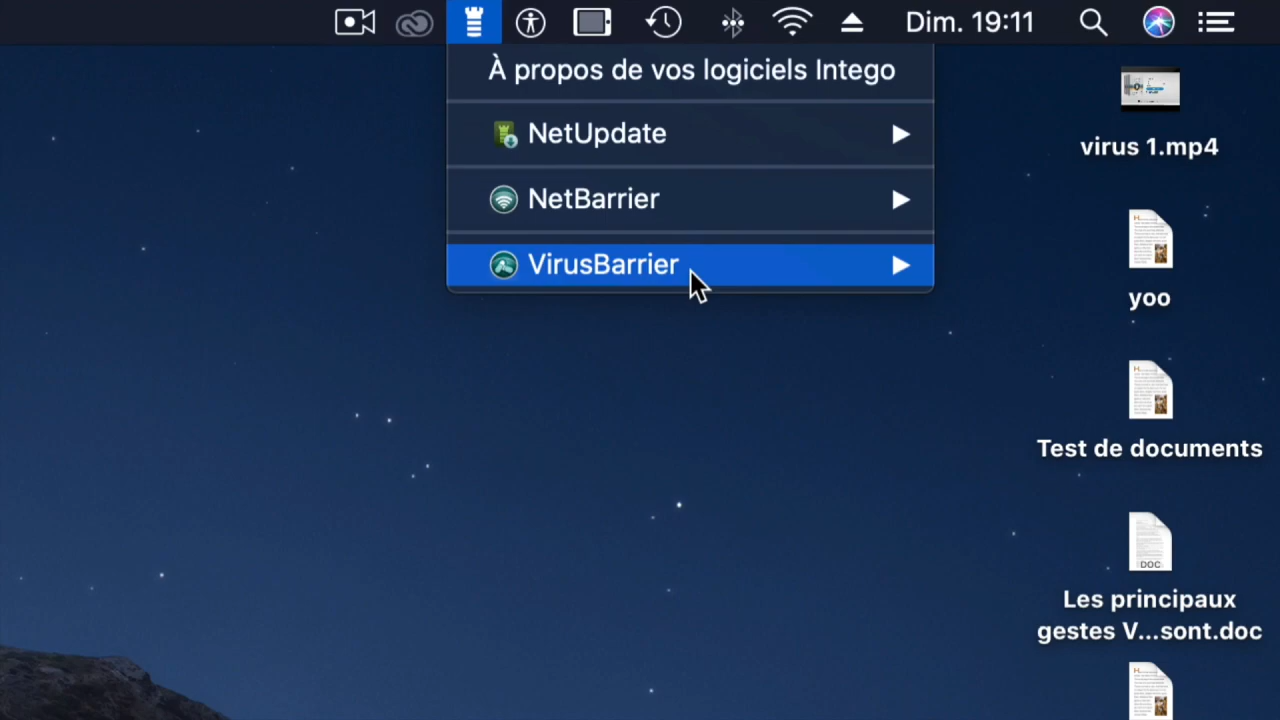 Dim. 19:11
À propos de vos logiciels Intego
NetUpdate
NetBarrier
VirusBarrier
virus 1.mp4
yoo
Test de documents
DOC
Les principaux
gestes V...sont.doc